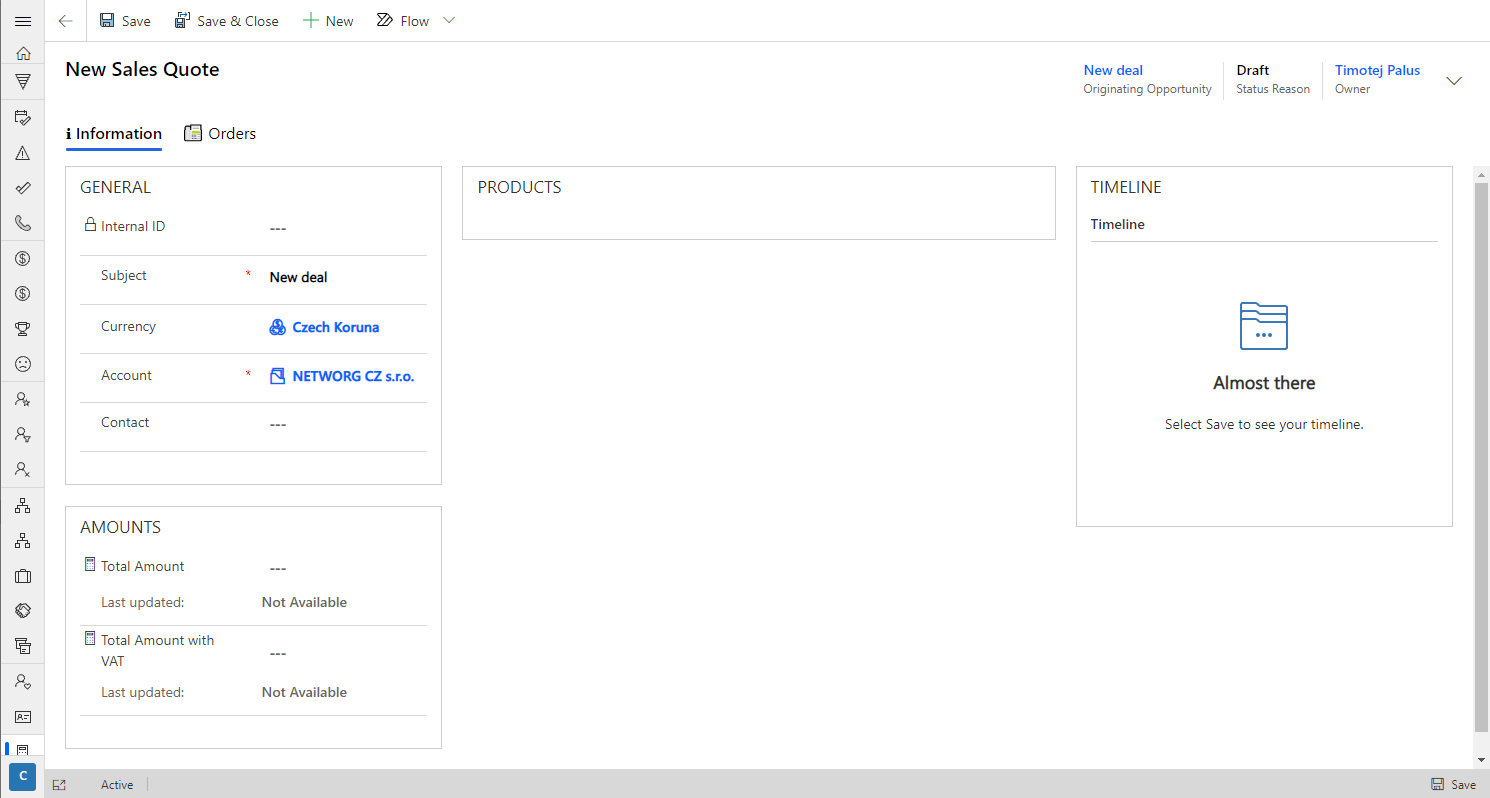 Save
Save & Close
New
Flow
New Sales Quote
New deal
Originating Opportunity
Draft
Status Reason
Timotej Palus
Owner
Information
Orders
GENERAL
Internal ID
---
Subject * New deal
Currency Czech Koruna
Account * NETWORG CZ s.r.o.
Contact ---
AMOUNTS
Total Amount ---
Last updated: Not Available
Total Amount with
VAT
---
Last updated: Not Available
PRODUCTS
TIMELINE
Timeline
Almost there
Select Save to see your timeline.
C
Active
Save